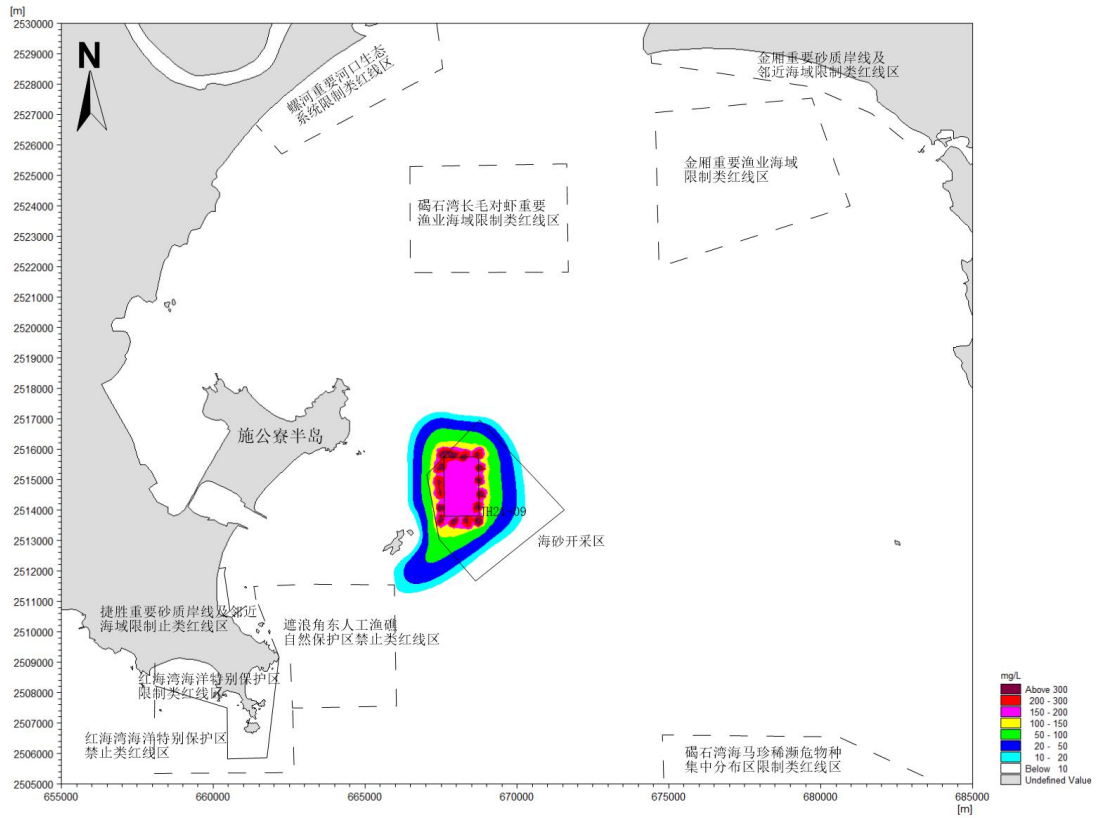 [m]
2530000
2529000
2528000
2527000
2526000
2525000
2524000
2523000
2522000
2521000
2520000
2519000
2518000
2517000
2516000
2515000
2514000
2513000
2512000
2511000
2510000
2509000
2508000
2507000
2506000
2505000
N
螺河重要河口生态
系统限制类红线区
金厢重要砂质岸线及
邻近海域限制类红线区
金厢重要渔业海域
限制类红线区
碣石湾长毛对虾重要
渔业海域限制类红线区
施公寮半岛
海砂开采区
捷胜重要砂质岸线及邻近
海域限制止类红线区
遮浪角东人工渔礁
自然保护区禁止类红线区
红海湾海洋特别保护区
限制类红线区
红海湾海洋特别保护区
禁止类红线区
碣石湾海马珍稀濒危物种
集中分布区限制类红线区
655000
660000
665000
670000
675000
680000
685000
[m]
mg/L
Above 300
200 - 300
150 - 200
100 - 150
50 - 100
20 - 50
10 - 20
Below 10
Undefined Value